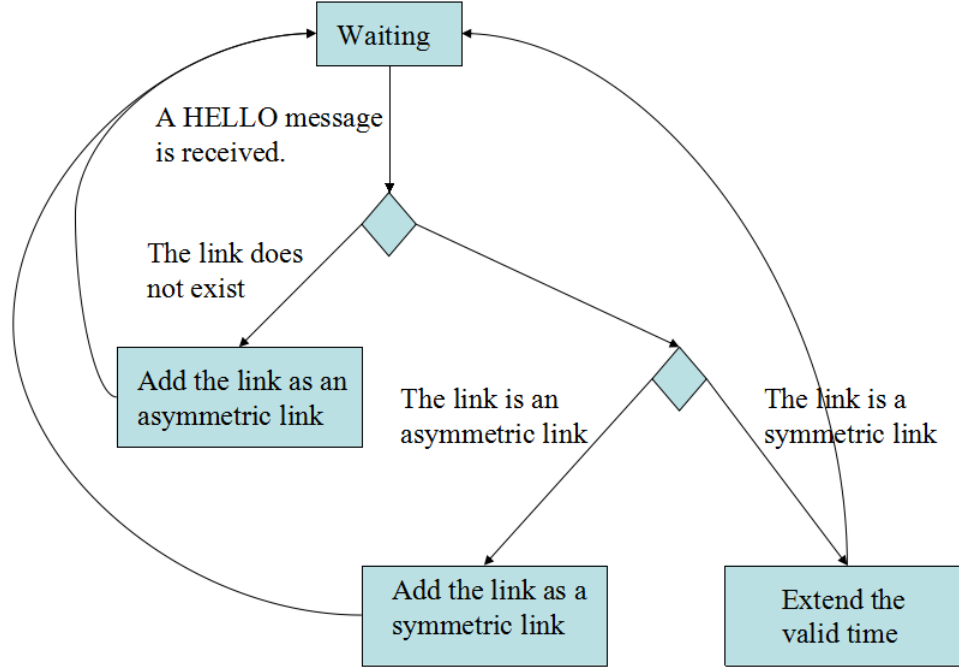 Waiting
A HELLO message
is received.
The link does
not exist
Add the link as an
asymmetric link
The link is an
asymmetric link
The link is a
symmetric link
Add the link as a
symmetric link
Extend the
valid time